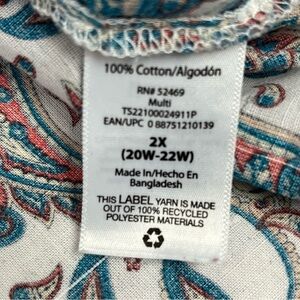 100% Cotton/Algodón
RN# 52469
Multi
TS22100024911P
EAN/UPC 0 88751210139
2X
(20W-22W)
Made In/Hecho En
Bangladesh
THIS LABEL YARN IS MADE
OUT OF 100% RECYCLED
POLYESTER MATERIALS